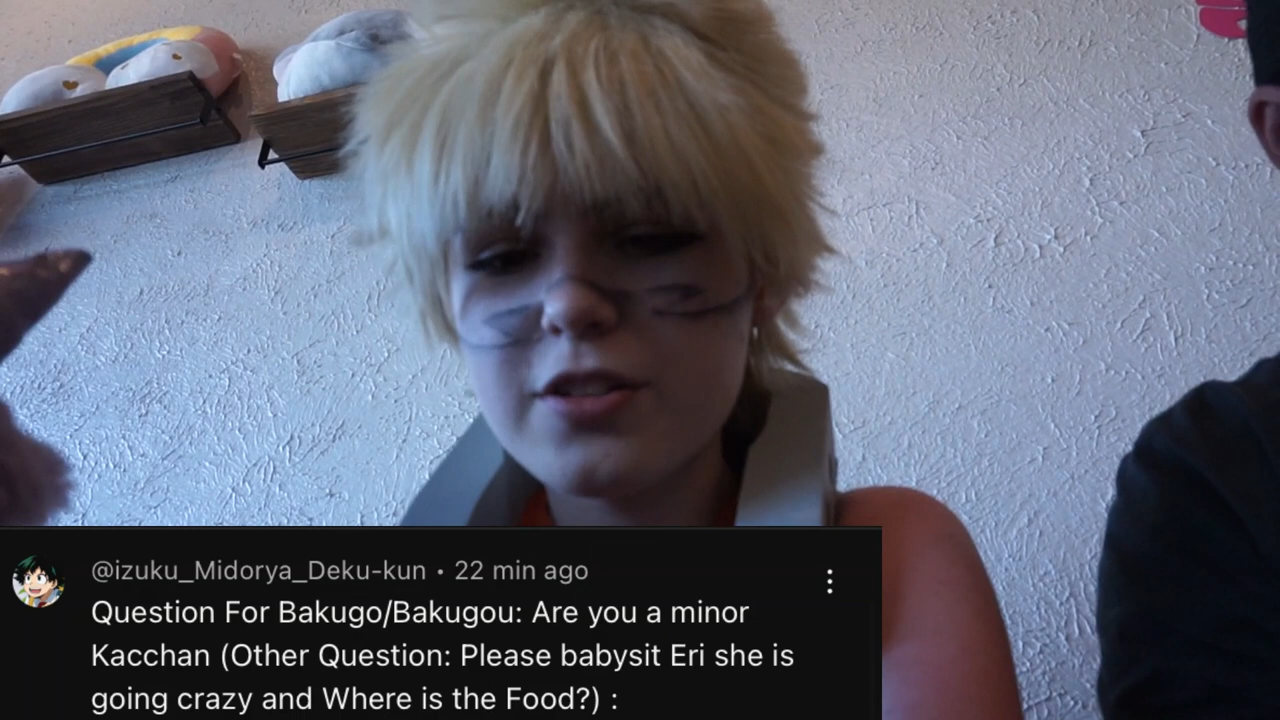 @izuku_Midorya_Deku-kun • 22 min ago
Question For Bakugo/Bakugou: Are you a minor
Kacchan (Other Question: Please babysit Eri she is
going crazy and Where is the Food?) :